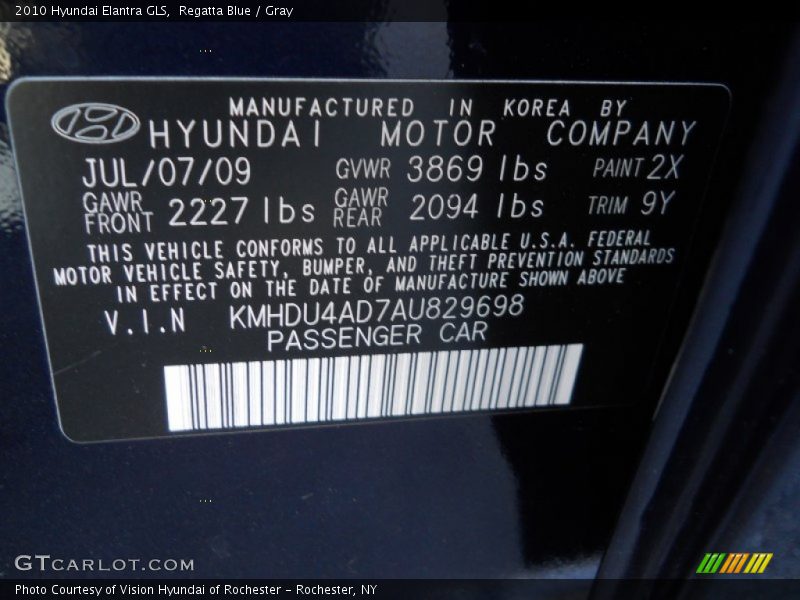 2010 Hyundai Elantra GLS, Regatta Blue / Gray
MANUFACTURED IN KOREA BY
HYUNDAI MOTOR COMPANY
JUL/07/09 GVWR 3869 lbs PAINT 2X
GAWR FRONT 2227 lbs GAWR REAR 2094 lbs TRIM 9Y
THIS VEHICLE CONFORMS TO ALL APPLICABLE U.S.A. FEDERAL
MOTOR VEHICLE SAFETY, BUMPER, AND THEFT PREVENTION STANDARDS
IN EFFECT ON THE DATE OF MANUFACTURE SHOWN ABOVE
V.I.N KMHDU4AD7AU829698
PASSENGER CAR
GTCARLOT.COM
Photo Courtesy of Vision Hyundai of Rochester - Rochester, NY